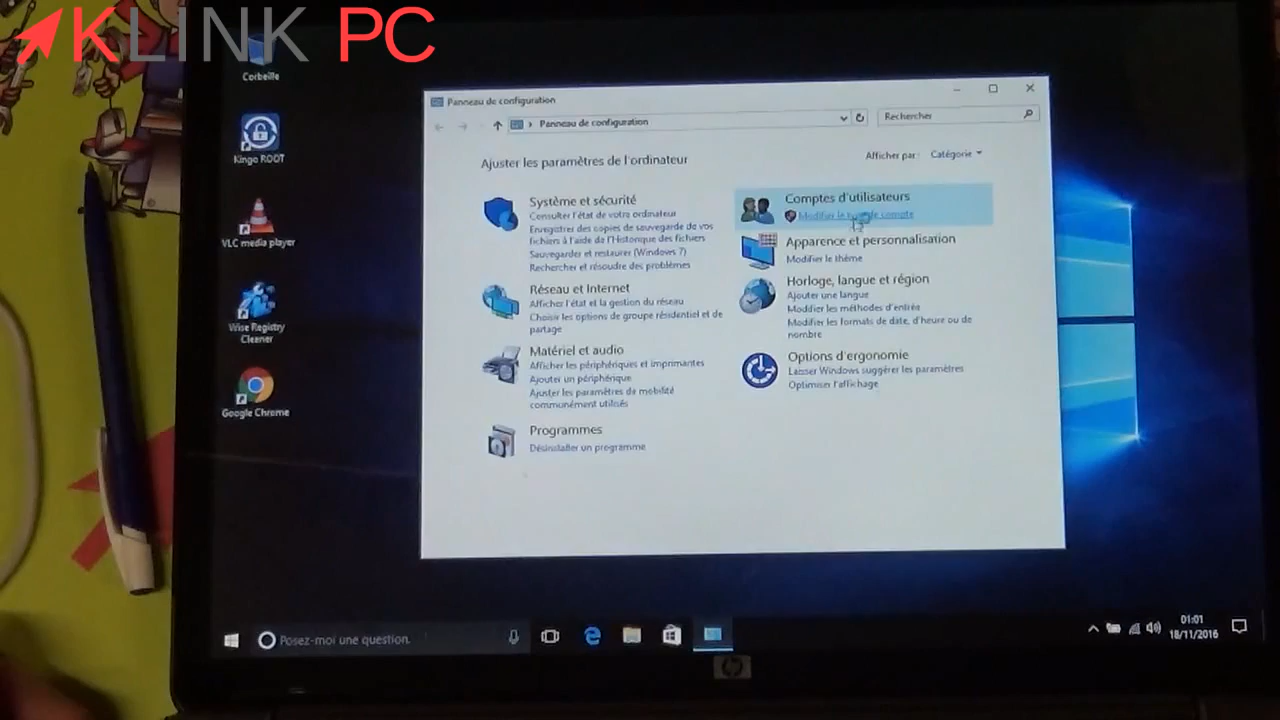 KLINK PC
Corbeille
Kingo ROOT
VLC media player
Wise Registry
Cleaner
Google Chrome
Panneau de configuration
Panneau de configuration
Rechercher
Ajuster les paramètres de l'ordinateur
Afficher par : Catégorie
Système et sécurité
Consulter l'état de votre ordinateur
Enregistrer des copies de sauvegarde de vos
fichiers à l'aide de l'Historique des fichiers
Sauvegarder et restaurer (Windows 7)
Rechercher et résoudre des problèmes
Réseau et Internet
Afficher l'état et la gestion du réseau
Choisir les options de groupe résidentiel et de
partage
Matériel et audio
Afficher les périphériques et imprimantes
Ajouter un périphérique
Ajuster les paramètres de mobilité
communément utilisés
Programmes
Désinstaller un programme
Comptes d'utilisateurs
Modifier le type de compte
Apparence et personnalisation
Modifier le thème
Horloge, langue et région
Ajouter une langue
Modifier les méthodes d'entrée
Modifier les formats de date, d'heure ou de
nombre
Options d'ergonomie
Laisser Windows suggérer les paramètres
Optimiser l'affichage
Posez-moi une question.
01:01
18/11/2016
hp